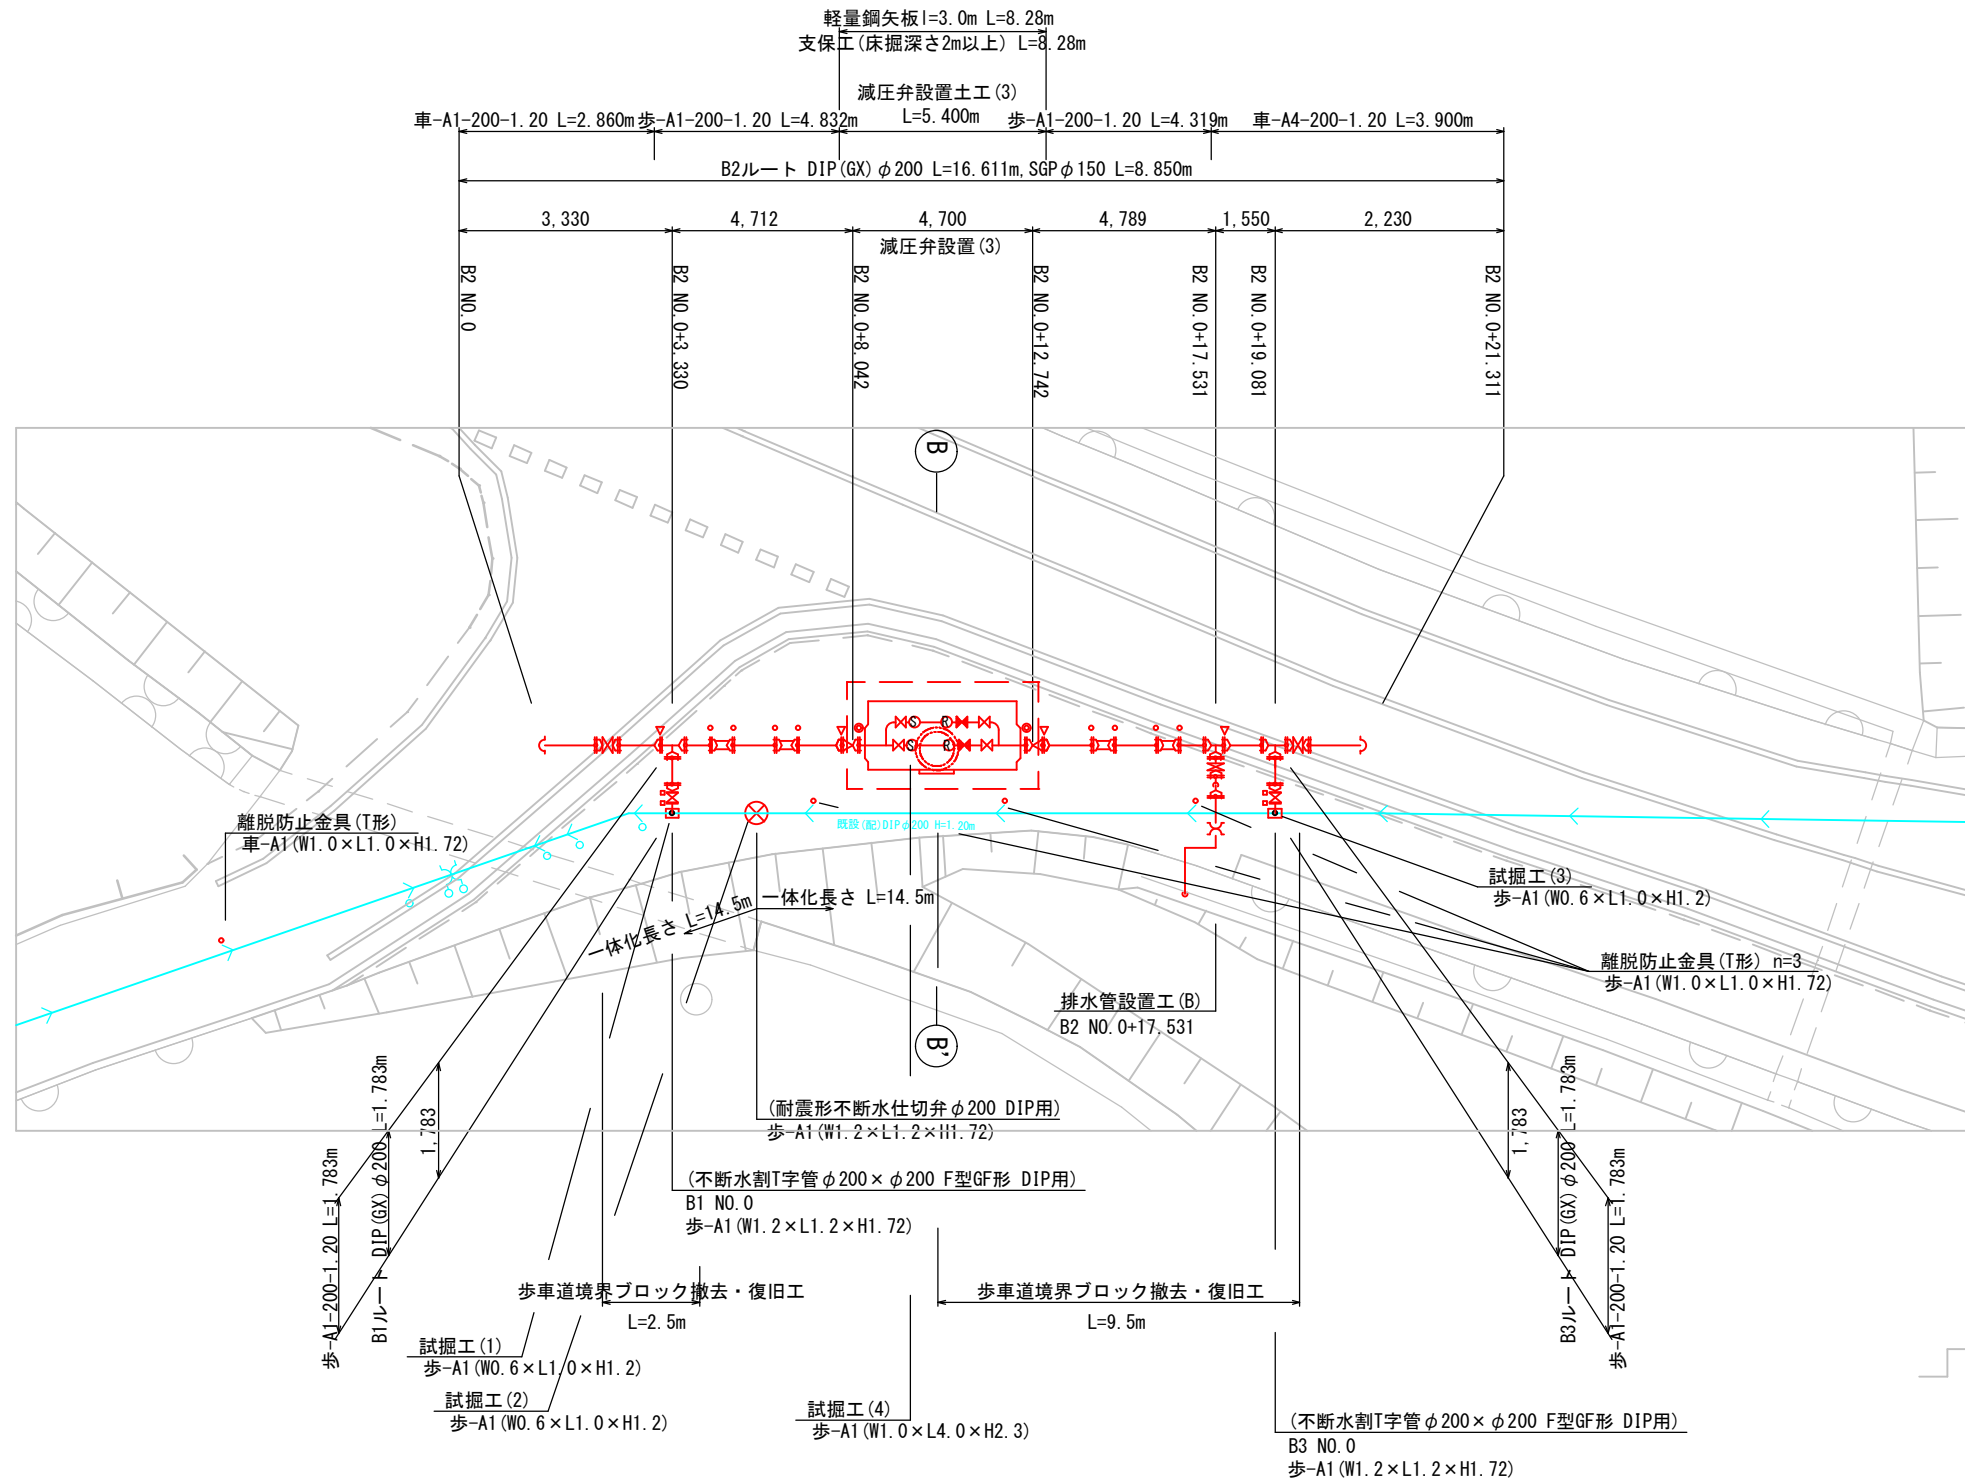 軽量鋼矢板l=3.0m L=8.28m
支保工(床掘深さ2m以上) L=8.28m
減圧弁設置土工(3)
L=5.400m
車-A1-200-1.20 L=2.860m
歩-A1-200-1.20 L=4.832m
歩-A1-200-1.20 L=4.319m
車-A4-200-1.20 L=3.900m
B2ルート DIP(GX)φ200 L=16.611m,SGPφ150 L=8.850m
3,330
4,712
4,700
4,789
1,550
2,230
減圧弁設置(3)
B2 NO.0
B2 NO.0+3.330
B2 NO.0+8.042
B2 NO.0+12.742
B2 NO.0+17.531
B2 NO.0+19.081
B2 NO.0+21.311
B
S
R
S
R
既設(配)DIPφ200 H=1.20m
離脱防止金具(T形)
車-A1(W1.0×L1.0×H1.72)
試掘工(3)
歩-A1(W0.6×L1.0×H1.2)
一体化長さ L=14.5m
一体化長さ L=14.5m
離脱防止金具(T形) n=3
歩-A1(W1.0×L1.0×H1.72)
排水管設置工(B)
B2 NO.0+17.531
B'
(耐震形不断水仕切弁φ200 DIP用)
歩-A1(W1.2×L1.2×H1.72)
1,783
B1ルート DIP(GX)φ200 L=1.783m
歩-A1-200-1.20 L=1.783m
1,783
B3ルート DIP(GX)φ200 L=1.783m
歩-A1-200-1.20 L=1.783m
(不断水割T字管φ200×φ200 F型GF形 DIP用)
B1 NO.0
歩-A1(W1.2×L1.2×H1.72)
歩車道境界ブロック撤去・復旧工
L=2.5m
歩車道境界ブロック撤去・復旧工
L=9.5m
試掘工(1)
歩-A1(W0.6×L1.0×H1.2)
試掘工(2)
歩-A1(W0.6×L1.0×H1.2)
試掘工(4)
歩-A1(W1.0×L4.0×H2.3)
(不断水割T字管φ200×φ200 F型GF形 DIP用)
B3 NO.0
歩-A1(W1.2×L1.2×H1.72)